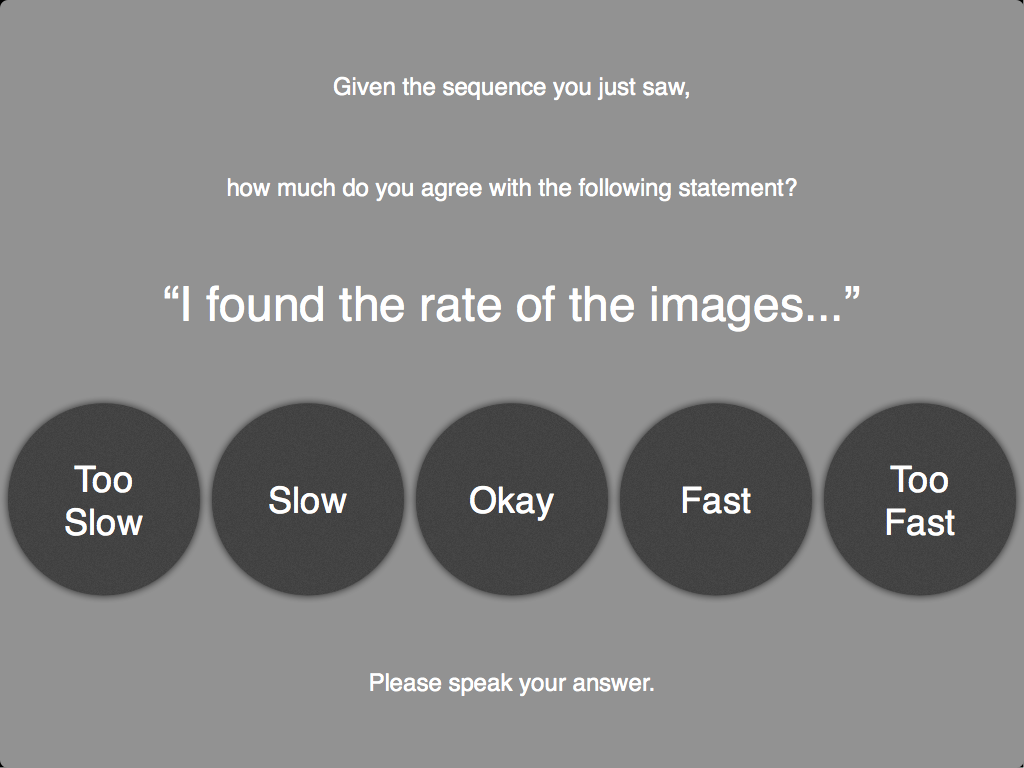 Given the sequence you just saw,
how much do you agree with the following statement?
“I found the rate of the images...”
Too
Slow
Slow
Okay
Fast
Too
Fast
Please speak your answer.